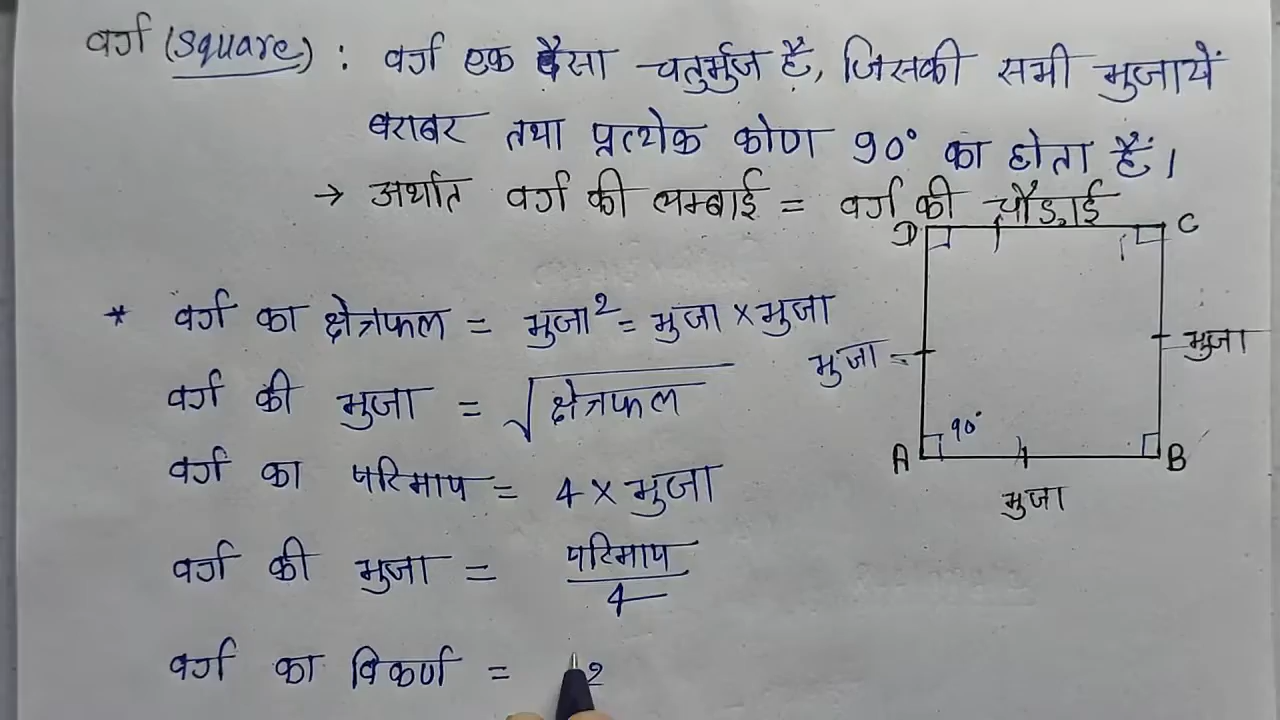 वर्ग (square) : वर्ग एक वैसा चतुर्भुज है, जिसकी सभी भुजायें
बराबर तथा प्रत्येक कोण 90° का होता हैं।
→ अर्थात वर्ग की लम्बाई = वर्ग की चौड़ाई
D C
* वर्ग का क्षेत्रफल = भुजा² = भुजा × भुजा
भुजा भुजा
वर्ग की भुजा = √क्षेत्रफल
90°
A B
वर्ग का परिमाप = 4 × भुजा
भुजा
वर्ग की भुजा = परिमाप
4
वर्ग का विकर्ण = 2